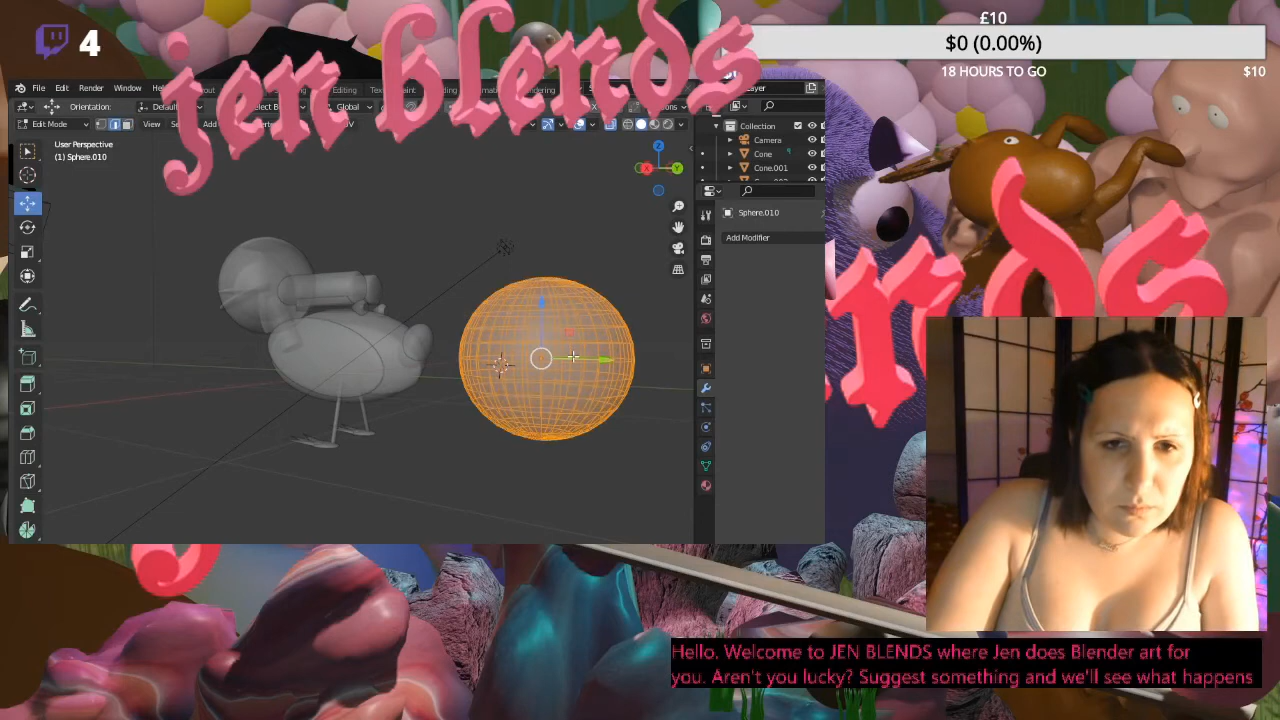 4
jen blends
£10
$0 (0.00%)
18 HOURS TO GO
$10
File Edit Render Window
Orientation:
Global
Edit Mode
View
Add
User Perspective
(1) Sphere.010
Z
X
Y
Collection
Camera
Cone
Cone.001
Sphere.010
Add Modifier
Hello. Welcome to JEN BLENDS where Jen does Blender art for
you. Aren't you lucky? Suggest something and we'll see what happens